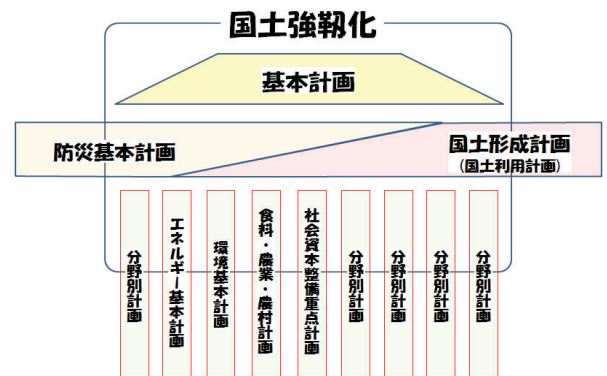 国土強靱化
基本計画
防災基本計画
国土形成計画
(国土利用計画)
分野別計画
エネルギー基本計画
環境基本計画
食料・農業・農村計画
社会資本整備重点計画
分野別計画
分野別計画
分野別計画
分野別計画